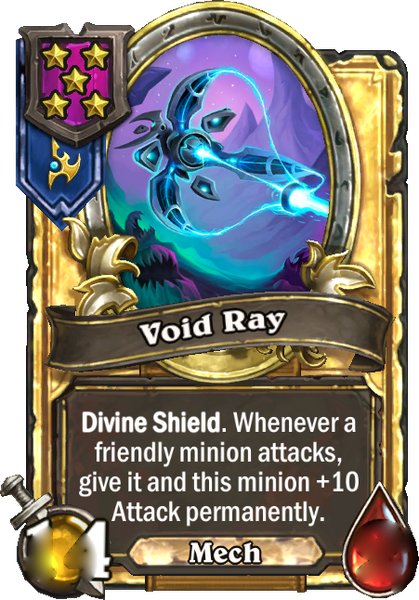 Void Ray
Divine Shield. Whenever a
friendly minion attacks,
give it and this minion +10
Attack permanently.
Mech